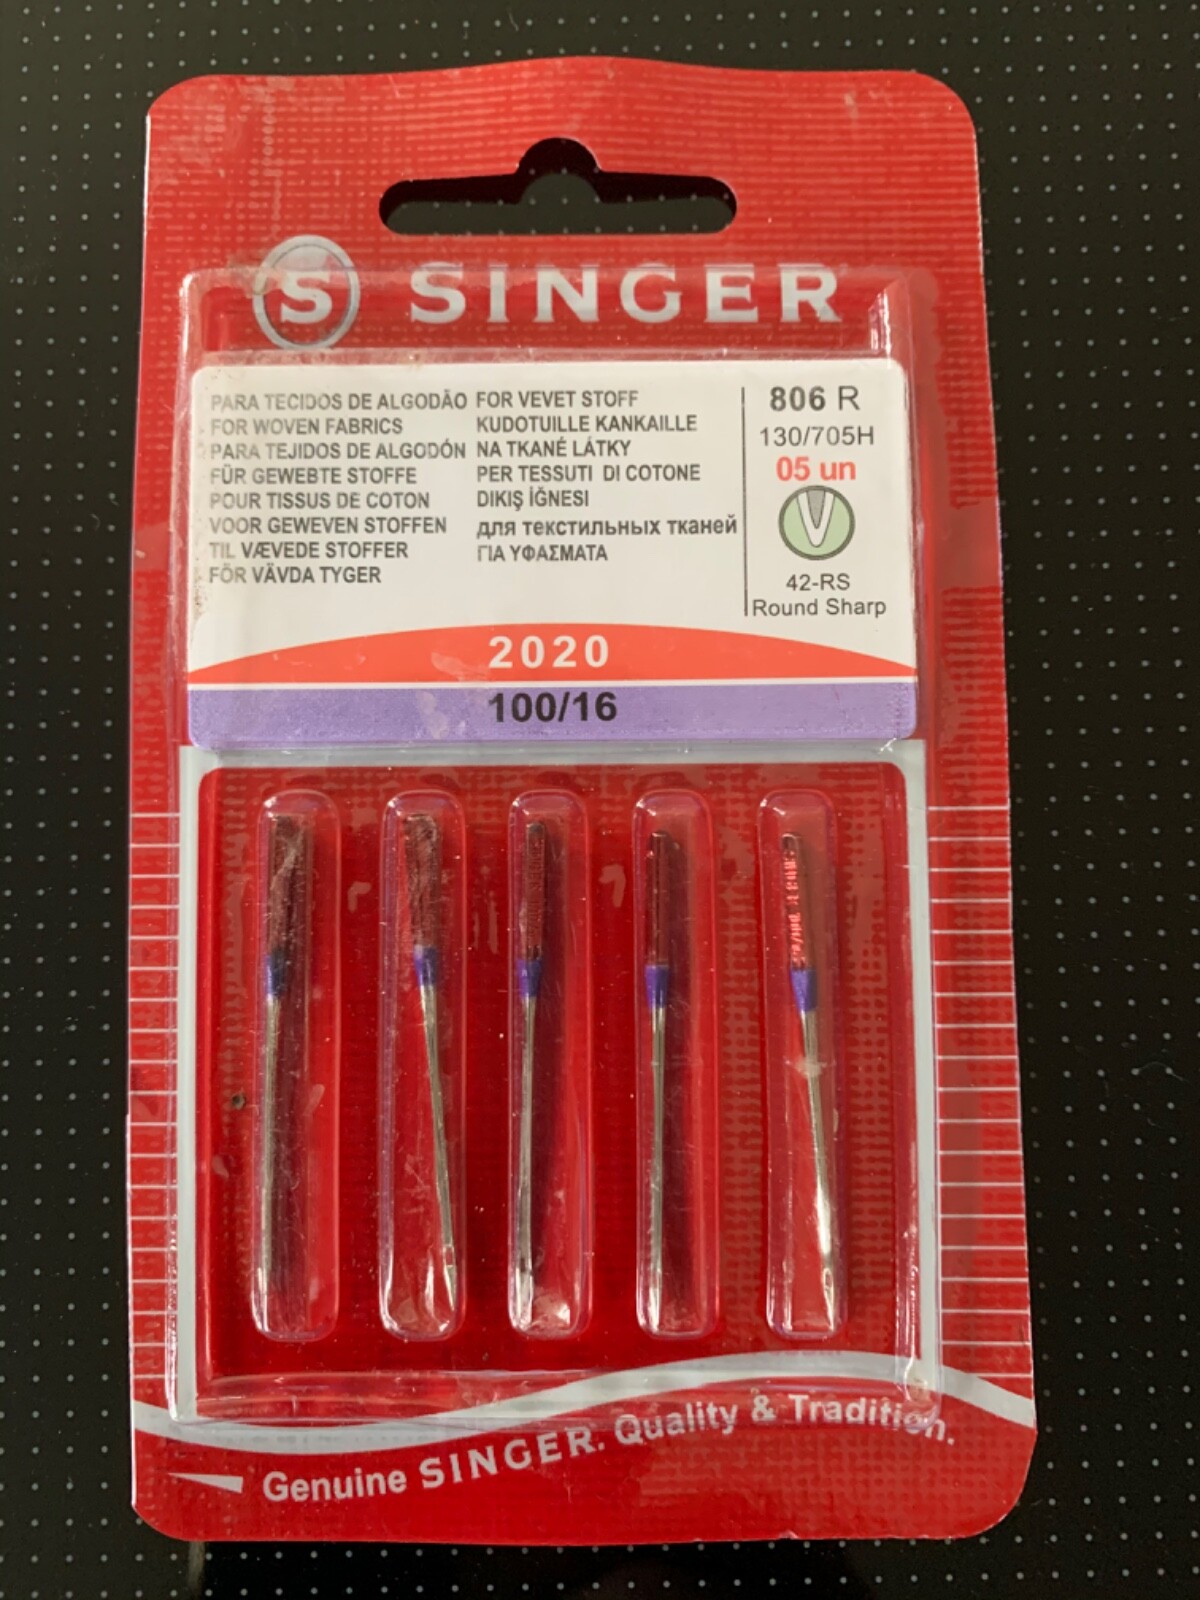 S SINGER
PARA TECIDOS DE ALGODÃO
FOR WOVEN FABRICS
PARA TEJIDOS DE ALGODÓN
FÜR GEWEBTE STOFFE
POUR TISSUS DE COTON
VOOR GEWEVEN STOFFEN
TIL VÆVEDE STOFFER
FÖR VÄVDA TYGER
FOR VEVET STOFF
KUDOTUILLE KANKAILLE
NA TKANÉ LÁTKY
PER TESSUTI DI COTONE
DIKIŞ İĞNESI
для текстильных тканей
ΓΙΑ ΥΦΑΣΜΑΤΑ
806 R
130/705H
05 un
42-RS
Round Sharp
2020
100/16
Genuine SINGER. Quality & Tradition.